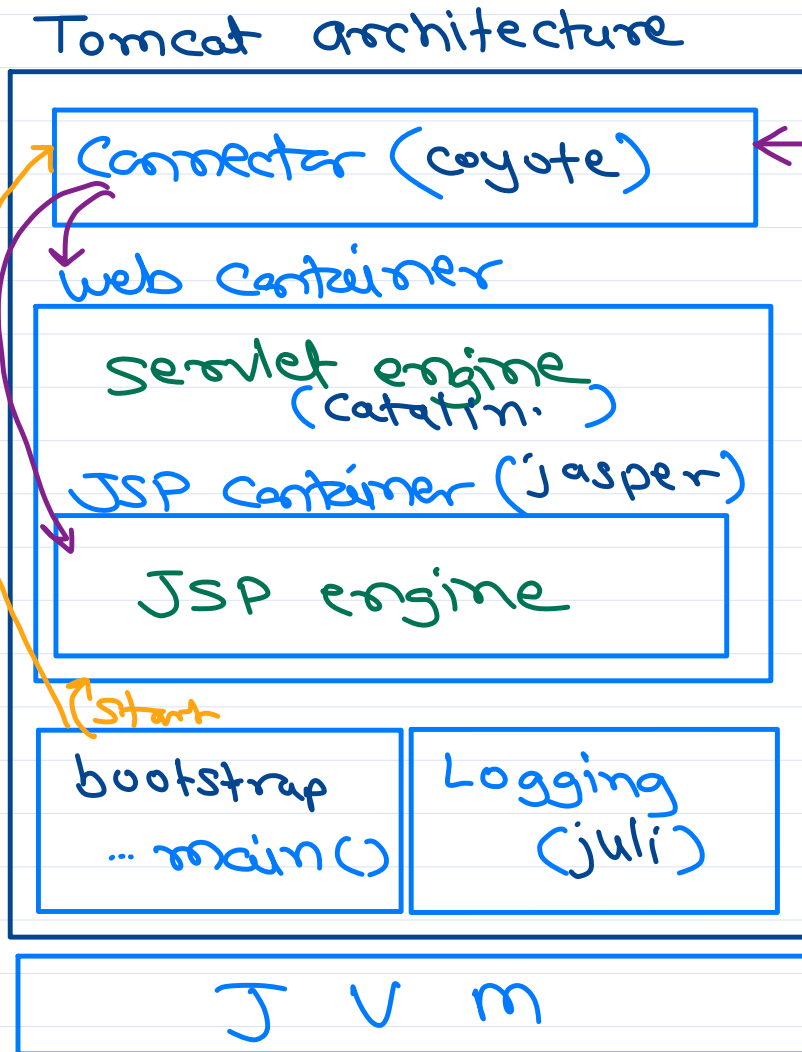 Tomcat architecture
Connector (coyote)
web container
servlet engine
(catalin. )
JSP container (jasper)
JSP engine
start
bootstrap
... main()
Logging
(juli)
J V M